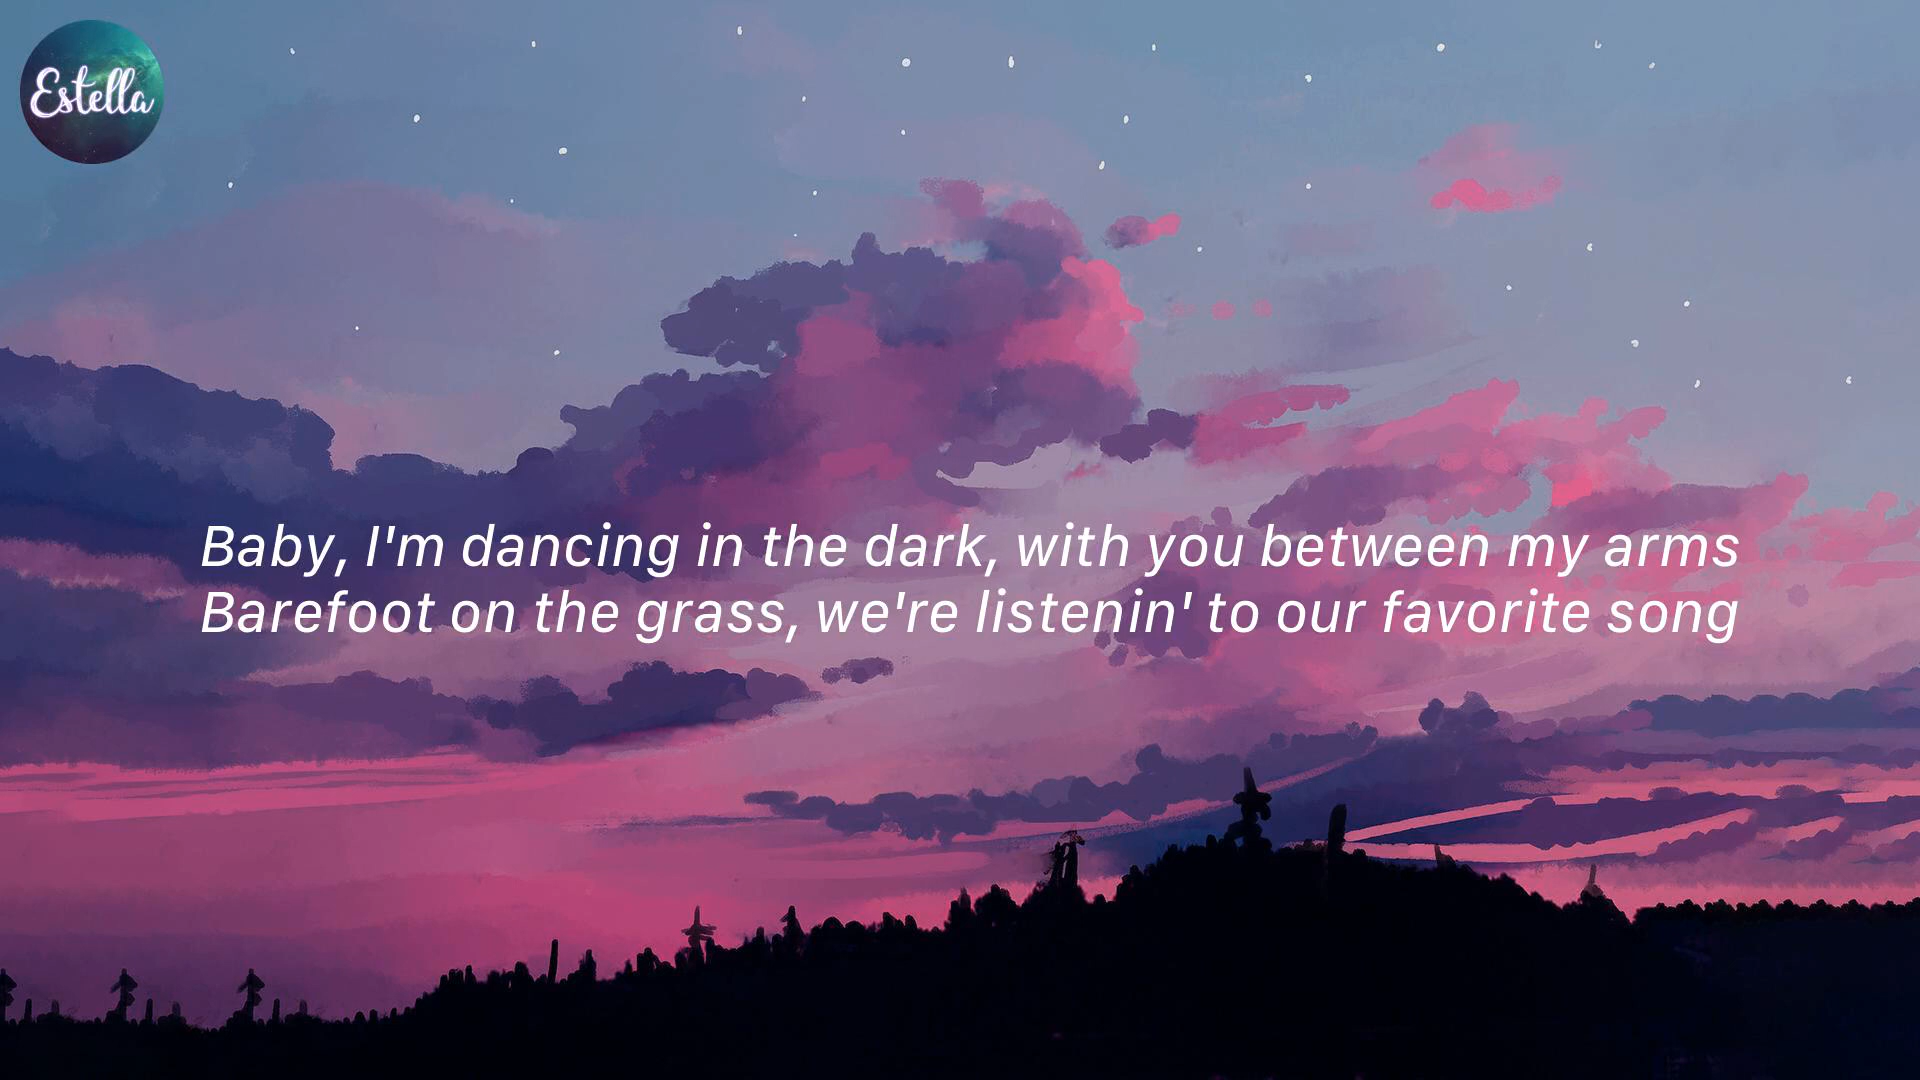 Estella
Baby, I'm dancing in the dark, with you between my arms
Barefoot on the grass, we're listenin' to our favorite song